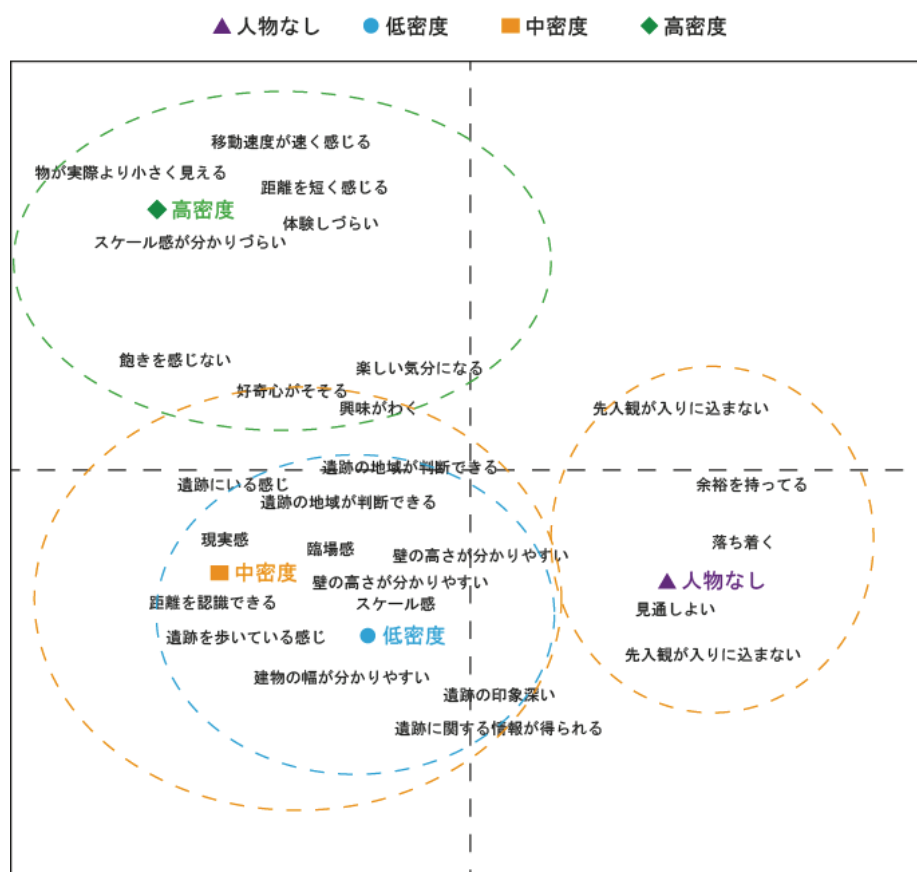 ▲人物なし ●低密度 ■中密度 ◆高密度
移動速度が速く感じる
物が実際より小さく見える
距離を短く感じる
◆高密度
体験しづらい
スケール感が分かりづらい
飽きを感じない
楽しい気分になる
好奇心がそそる
興味がわく
先入観が入りに込まない
遺跡の地域が判断できる
遺跡にいる感じ
余裕を持ってる
遺跡の地域が判断できる
現実感
臨場感
落ち着く
壁の高さが分かりやすい
■中密度
壁の高さが分かりやすい
▲人物なし
距離を認識できる
スケール感
見通しよい
遺跡を歩いている感じ
●低密度
先入観が入りに込まない
建物の幅が分かりやすい
遺跡の印象深い
遺跡に関する情報が得られる